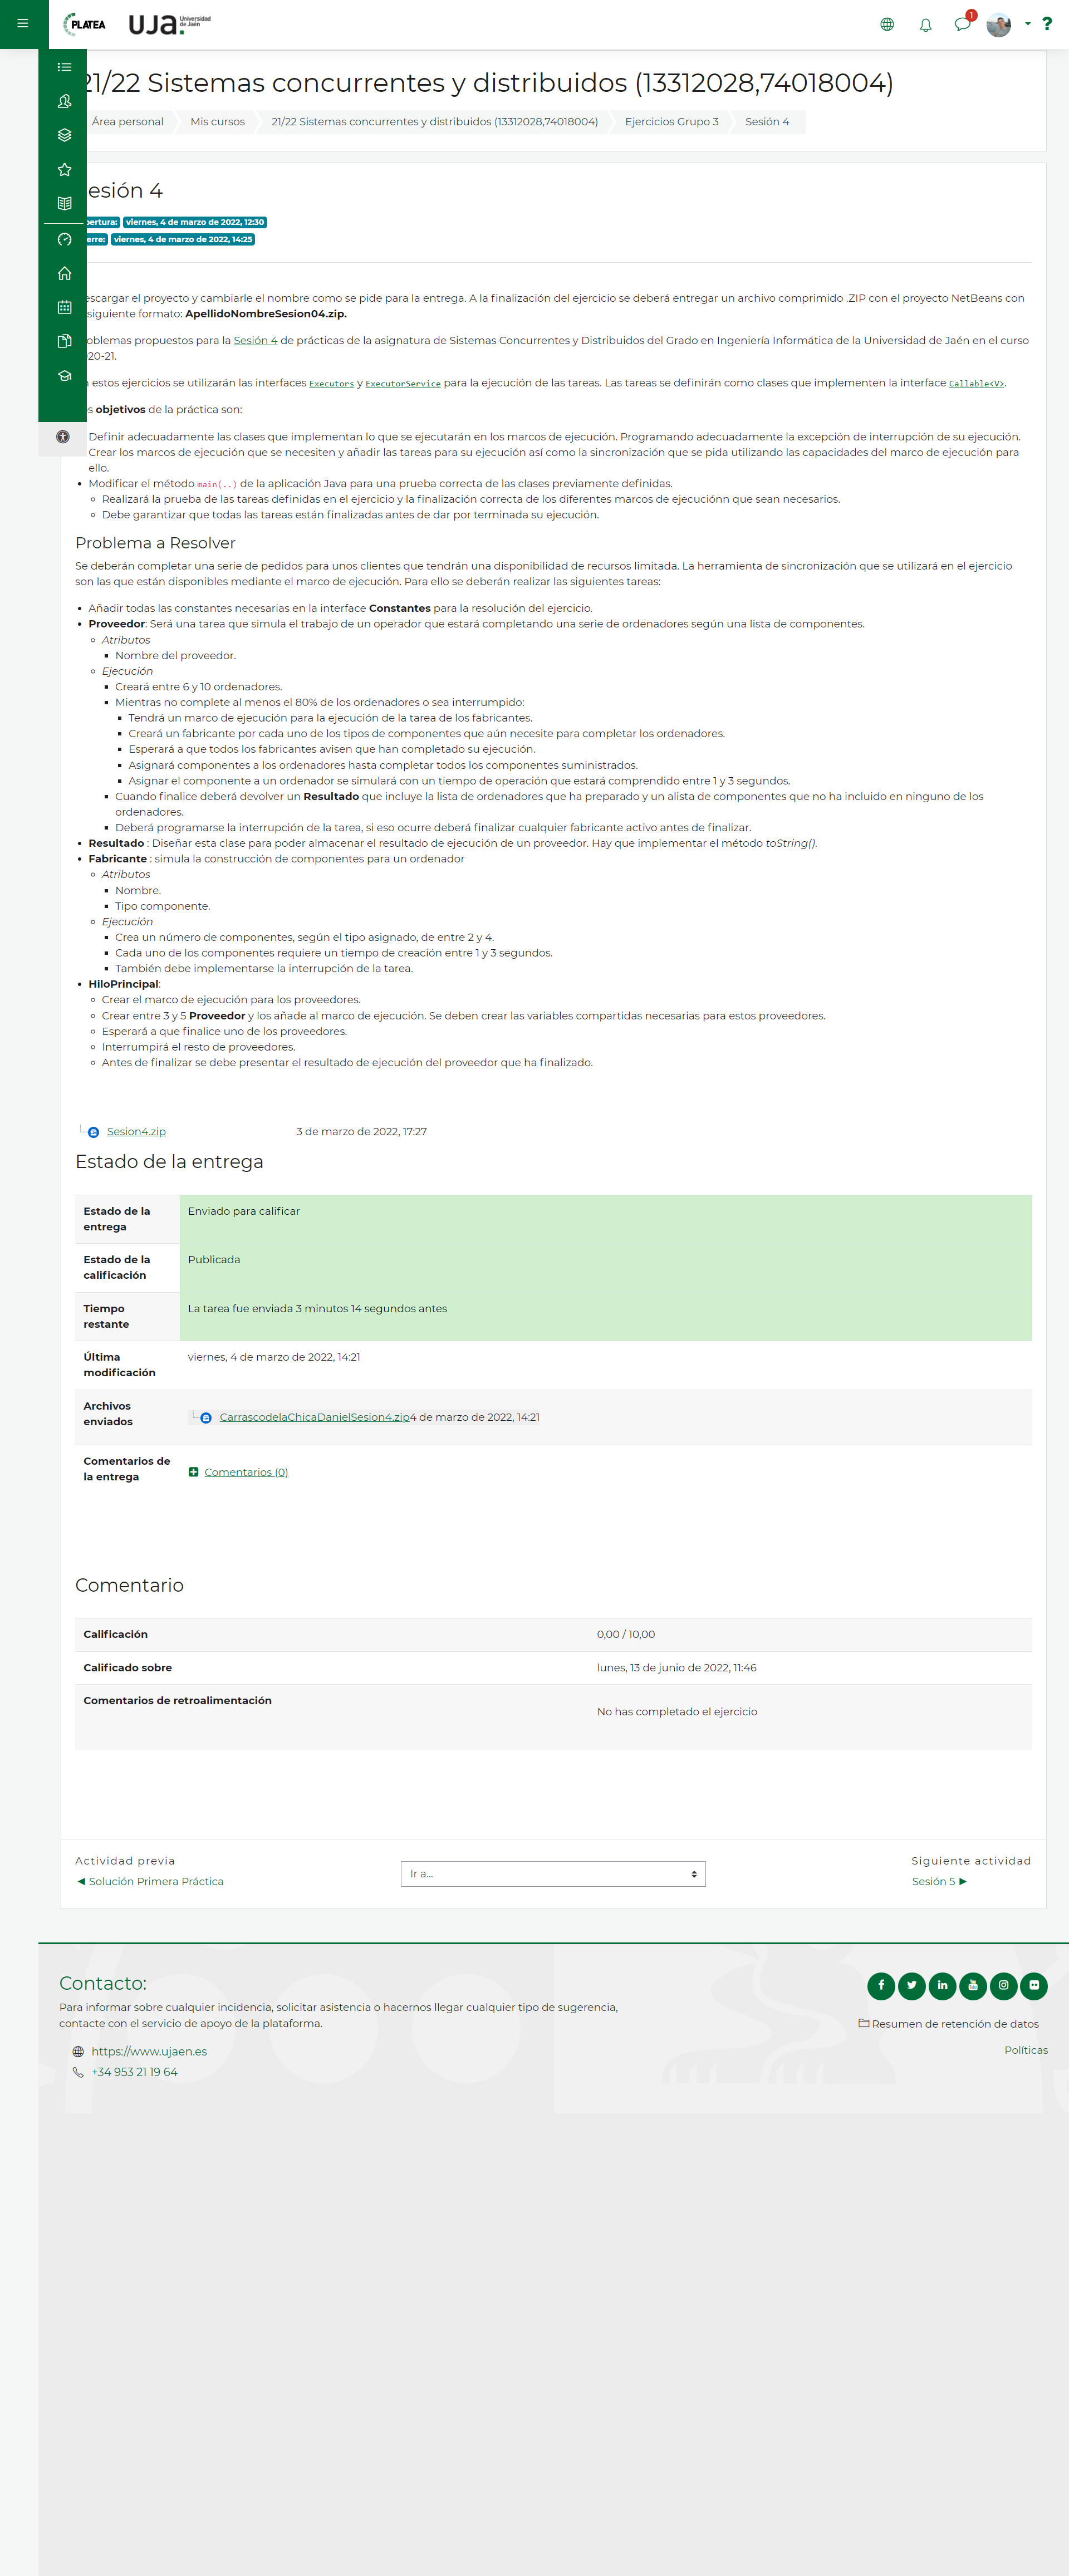 PLATEA
uja.
Universidad
de Jaén
1
21/22 Sistemas concurrentes y distribuidos (13312028,74018004)
Área personal
Mis cursos
21/22 Sistemas concurrentes y distribuidos (13312028,74018004)
Ejercicios Grupo 3
Sesión 4
esión 4
pertura: viernes, 4 de marzo de 2022, 12:30
erre: viernes, 4 de marzo de 2022, 14:25
escargar el proyecto y cambiarle el nombre como se pide para la entrega. A la finalización del ejercicio se deberá entregar un archivo comprimido .ZIP con el proyecto NetBeans con
siguiente formato: ApellidoNombreSesion04.zip.
oblemas propuestos para la Sesión 4 de prácticas de la asignatura de Sistemas Concurrentes y Distribuidos del Grado en Ingeniería Informática de la Universidad de Jaén en el curso
20-21.
n estos ejercicios se utilizarán las interfaces Executors y ExecutorService para la ejecución de las tareas. Las tareas se definirán como clases que implementen la interface Callable<V>.
s objetivos de la práctica son:
Definir adecuadamente las clases que implementan lo que se ejecutarán en los marcos de ejecución. Programando adecuadamente la excepción de interrupción de su ejecución.
Crear los marcos de ejecución que se necesiten y añadir las tareas para su ejecución así como la sincronización que se pida utilizando las capacidades del marco de ejecución para
ello.
Modificar el método main(..) de la aplicación Java para una prueba correcta de las clases previamente definidas.
Realizará la prueba de las tareas definidas en el ejercicio y la finalización correcta de los diferentes marcos de ejecuciónn que sean necesarios.
Debe garantizar que todas las tareas están finalizadas antes de dar por terminada su ejecución.
Problema a Resolver
Se deberán completar una serie de pedidos para unos clientes que tendrán una disponibilidad de recursos limitada. La herramienta de sincronización que se utilizará en el ejercicio
son las que están disponibles mediante el marco de ejecución. Para ello se deberán realizar las siguientes tareas:
Añadir todas las constantes necesarias en la interface Constantes para la resolución del ejercicio.
Proveedor: Será una tarea que simula el trabajo de un operador que estará completando una serie de ordenadores según una lista de componentes.
Atributos
Nombre del proveedor.
Ejecución
Creará entre 6 y 10 ordenadores.
Mientras no complete al menos el 80% de los ordenadores o sea interrumpido:
Tendrá un marco de ejecución para la ejecución de la tarea de los fabricantes.
Creará un fabricante por cada uno de los tipos de componentes que aún necesite para completar los ordenadores.
Esperará a que todos los fabricantes avisen que han completado su ejecución.
Asignará componentes a los ordenadores hasta completar todos los componentes suministrados.
Asignar el componente a un ordenador se simulará con un tiempo de operación que estará comprendido entre 1 y 3 segundos.
Cuando finalice deberá devolver un Resultado que incluye la lista de ordenadores que ha preparado y un alista de componentes que no ha incluido en ninguno de los
ordenadores.
Deberá programarse la interrupción de la tarea, si eso ocurre deberá finalizar cualquier fabricante activo antes de finalizar.
Resultado : Diseñar esta clase para poder almacenar el resultado de ejecución de un proveedor. Hay que implementar el método toString().
Fabricante : simula la construcción de componentes para un ordenador
Atributos
Nombre.
Tipo componente.
Ejecución
Crea un número de componentes, según el tipo asignado, de entre 2 y 4.
Cada uno de los componentes requiere un tiempo de creación entre 1 y 3 segundos.
También debe implementarse la interrupción de la tarea.
HiloPrincipal:
Crear el marco de ejecución para los proveedores.
Crear entre 3 y 5 Proveedor y los añade al marco de ejecución. Se deben crear las variables compartidas necesarias para estos proveedores.
Esperará a que finalice uno de los proveedores.
Interrumpirá el resto de proveedores.
Antes de finalizar se debe presentar el resultado de ejecución del proveedor que ha finalizado.
Sesion4.zip 3 de marzo de 2022, 17:27
Estado de la entrega
Estado de la entrega Enviado para calificar
Estado de la calificación Publicada
Tiempo restante La tarea fue enviada 3 minutos 14 segundos antes
Última modificación viernes, 4 de marzo de 2022, 14:21
Archivos enviados CarrascodelaChicaDanielSesion4.zip4 de marzo de 2022, 14:21
Comentarios de la entrega Comentarios (0)
Comentario
Calificación 0,00 / 10,00
Calificado sobre lunes, 13 de junio de 2022, 11:46
Comentarios de retroalimentación No has completado el ejercicio
Actividad previa
◀ Solución Primera Práctica
Ir a...
Siguiente actividad
Sesión 5 ▶
Contacto:
Para informar sobre cualquier incidencia, solicitar asistencia o hacernos llegar cualquier tipo de sugerencia,
contacte con el servicio de apoyo de la plataforma.
https://www.ujaen.es
+34 953 21 19 64
Resumen de retención de datos
Políticas